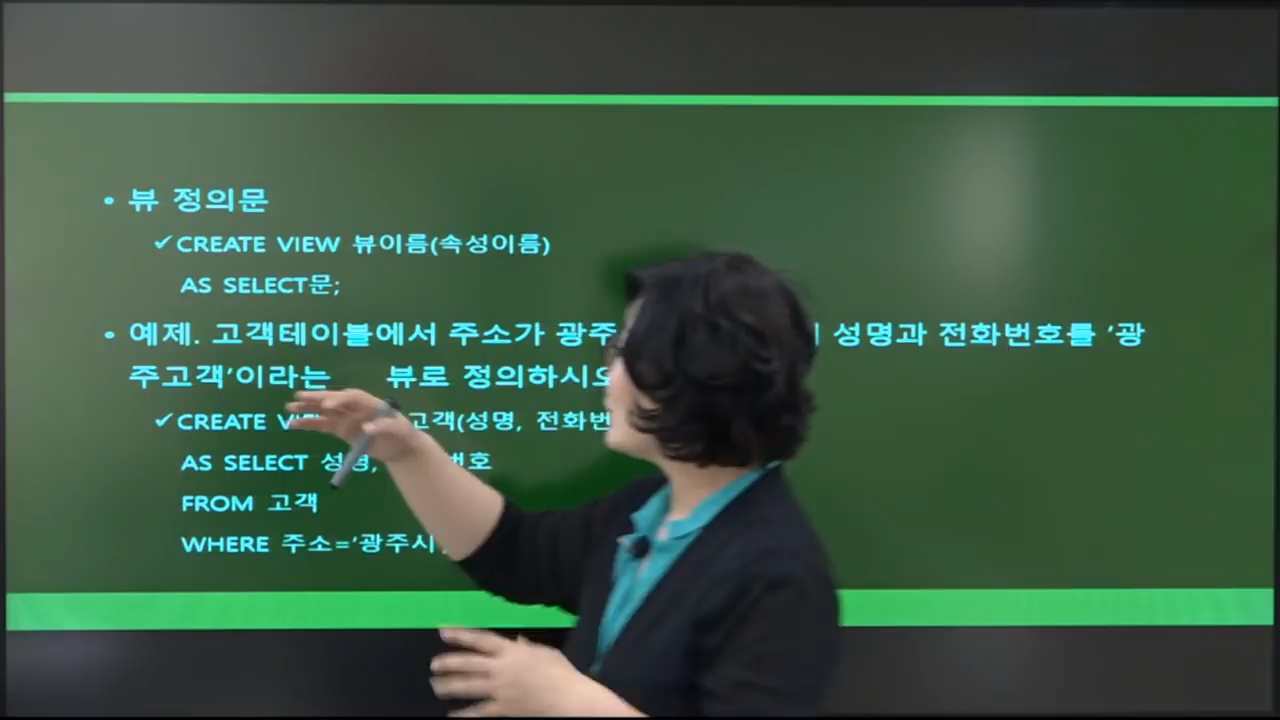 • 뷰 정의문
✓CREATE VIEW 뷰이름(속성이름)
AS SELECT문;
• 예제. 고객테이블에서 주소가 광주 성명과 전화번호를 '광
주고객'이라는 뷰로 정의하시오
✓CREATE 고객(성명, 전화번
AS SELECT 성명, 번호
FROM 고객
WHERE 주소='광주시'